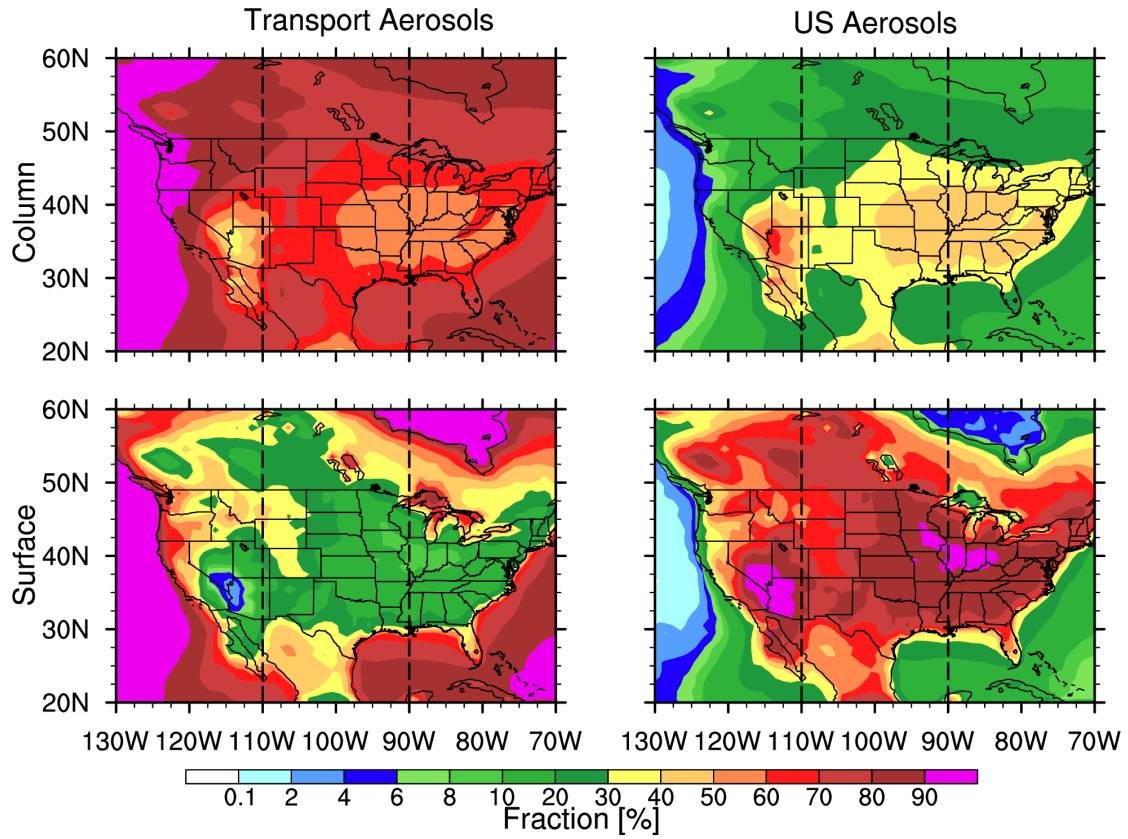 Transport Aerosols
US Aerosols
60N
50N
40N
30N
20N
Column
60N
50N
40N
30N
20N
Surface
130W 120W 110W 100W 90W 80W 70W
130W 120W 110W 100W 90W 80W 70W
0.1 2 4 6 8 10 20 30 40 50 60 70 80 90
Fraction [%]